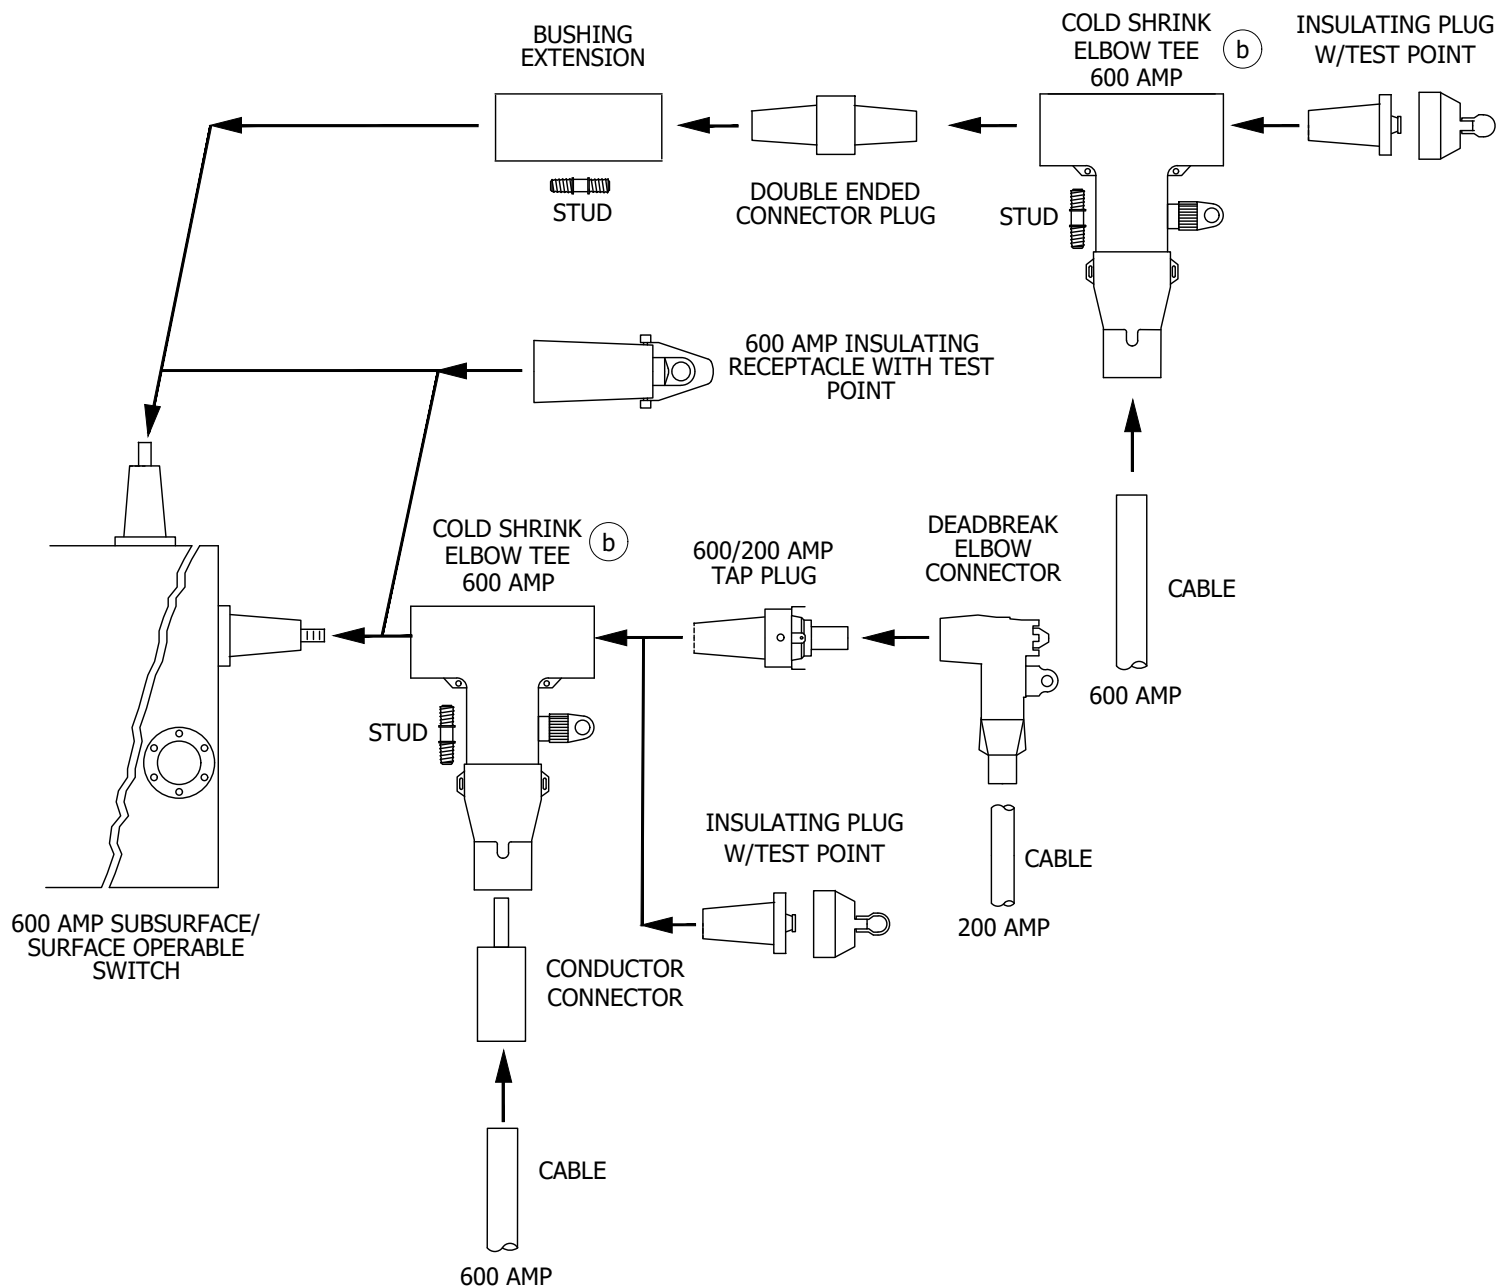 BUSHING
EXTENSION
COLD SHRINK
ELBOW TEE
600 AMP
b
INSULATING PLUG
W/TEST POINT
STUD
DOUBLE ENDED
CONNECTOR PLUG
STUD
600 AMP INSULATING
RECEPTACLE WITH TEST
POINT
COLD SHRINK
ELBOW TEE
600 AMP
b
600/200 AMP
TAP PLUG
DEADBREAK
ELBOW
CONNECTOR
CABLE
600 AMP
STUD
INSULATING PLUG
W/TEST POINT
CABLE
200 AMP
600 AMP SUBSURFACE/
SURFACE OPERABLE
SWITCH
CONDUCTOR
CONNECTOR
CABLE
600 AMP